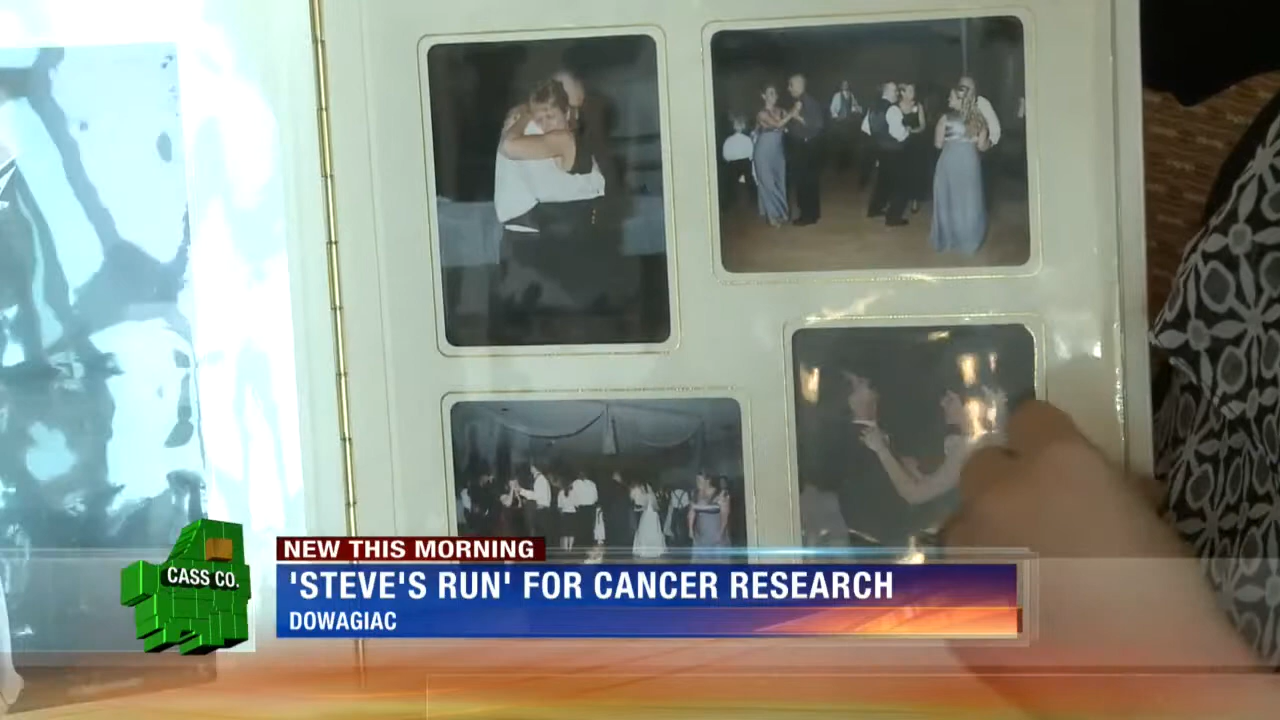 NEW THIS MORNING
CASS CO.
'STEVE'S RUN' FOR CANCER RESEARCH
DOWAGIAC